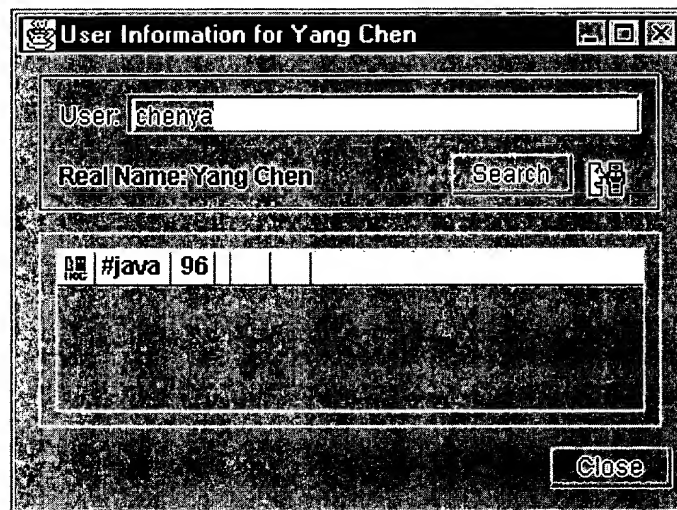 User Information for Yang Chen
User: chenya
Real Name: Yang Chen
Search
#java 96
Close